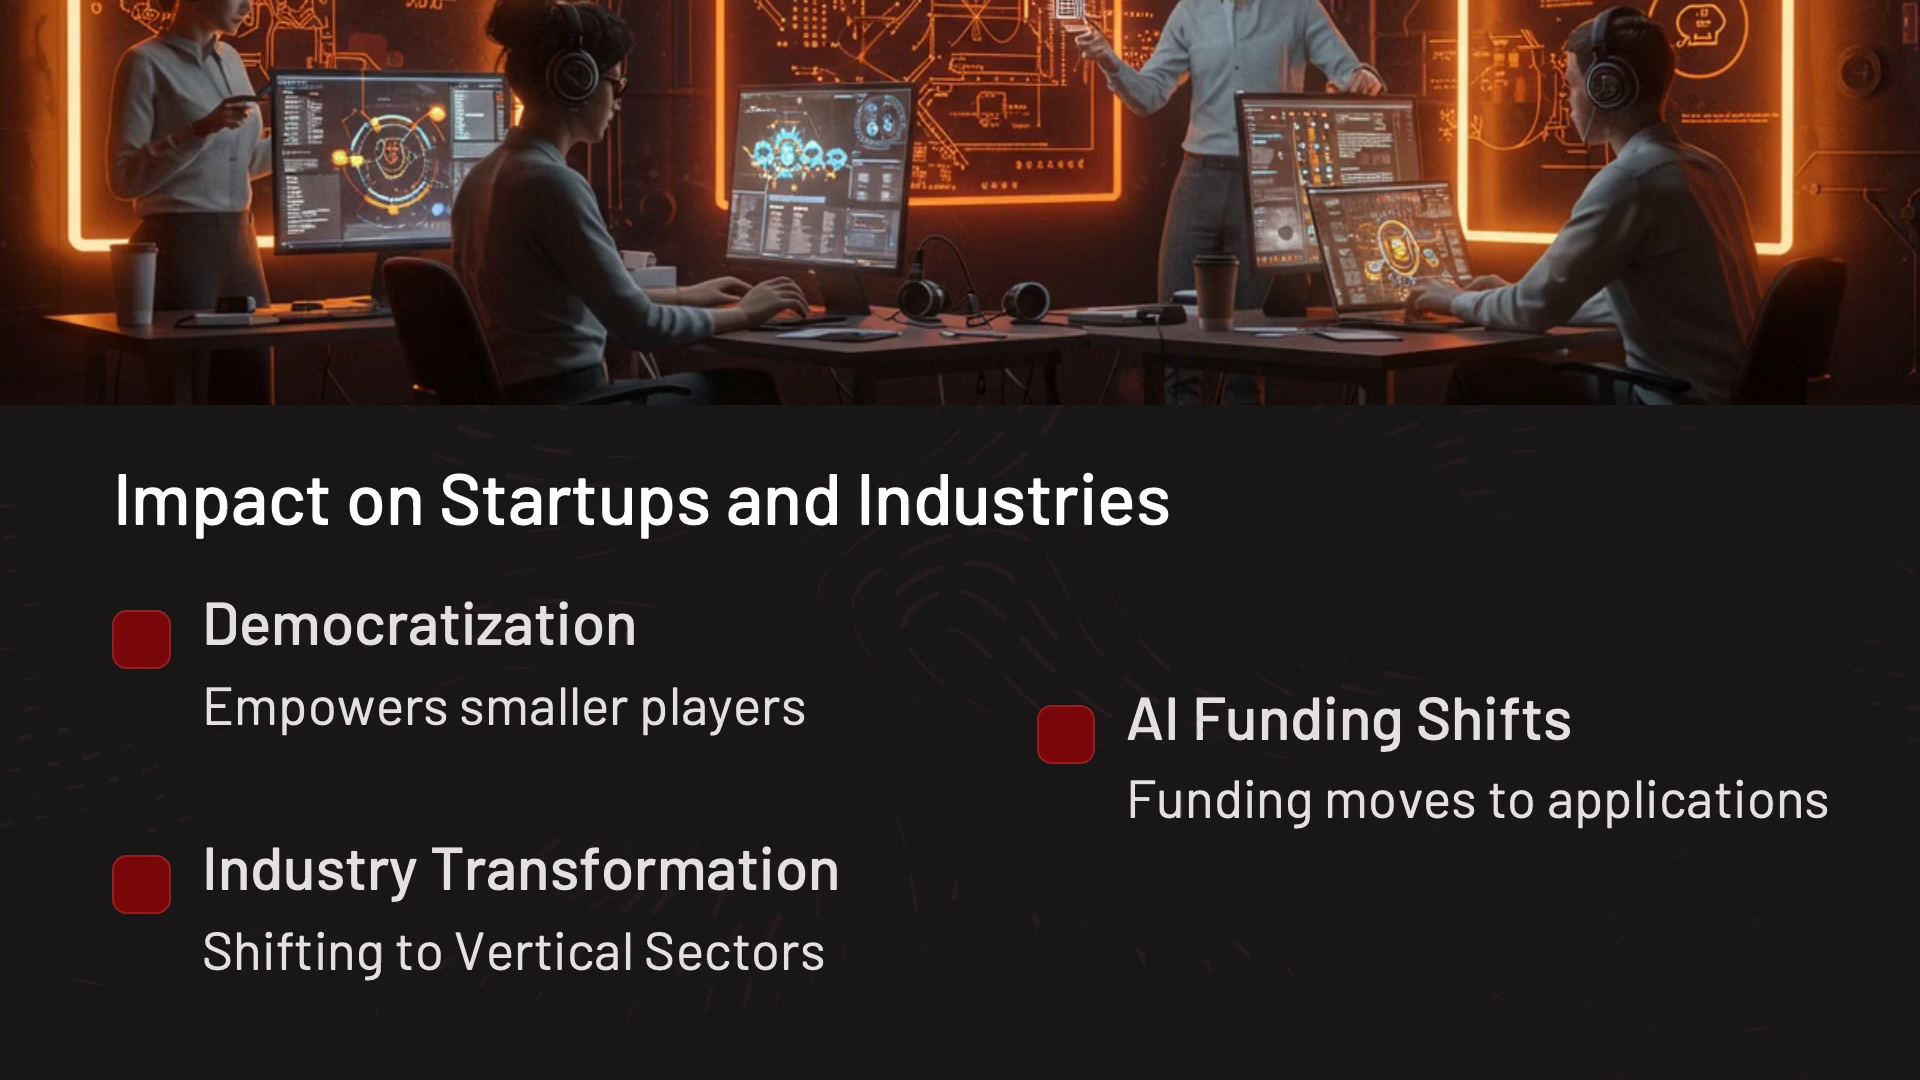 Impact on Startups and Industries
Democratization
Empowers smaller players
AI Funding Shifts
Funding moves to applications
Industry Transformation
Shifting to Vertical Sectors